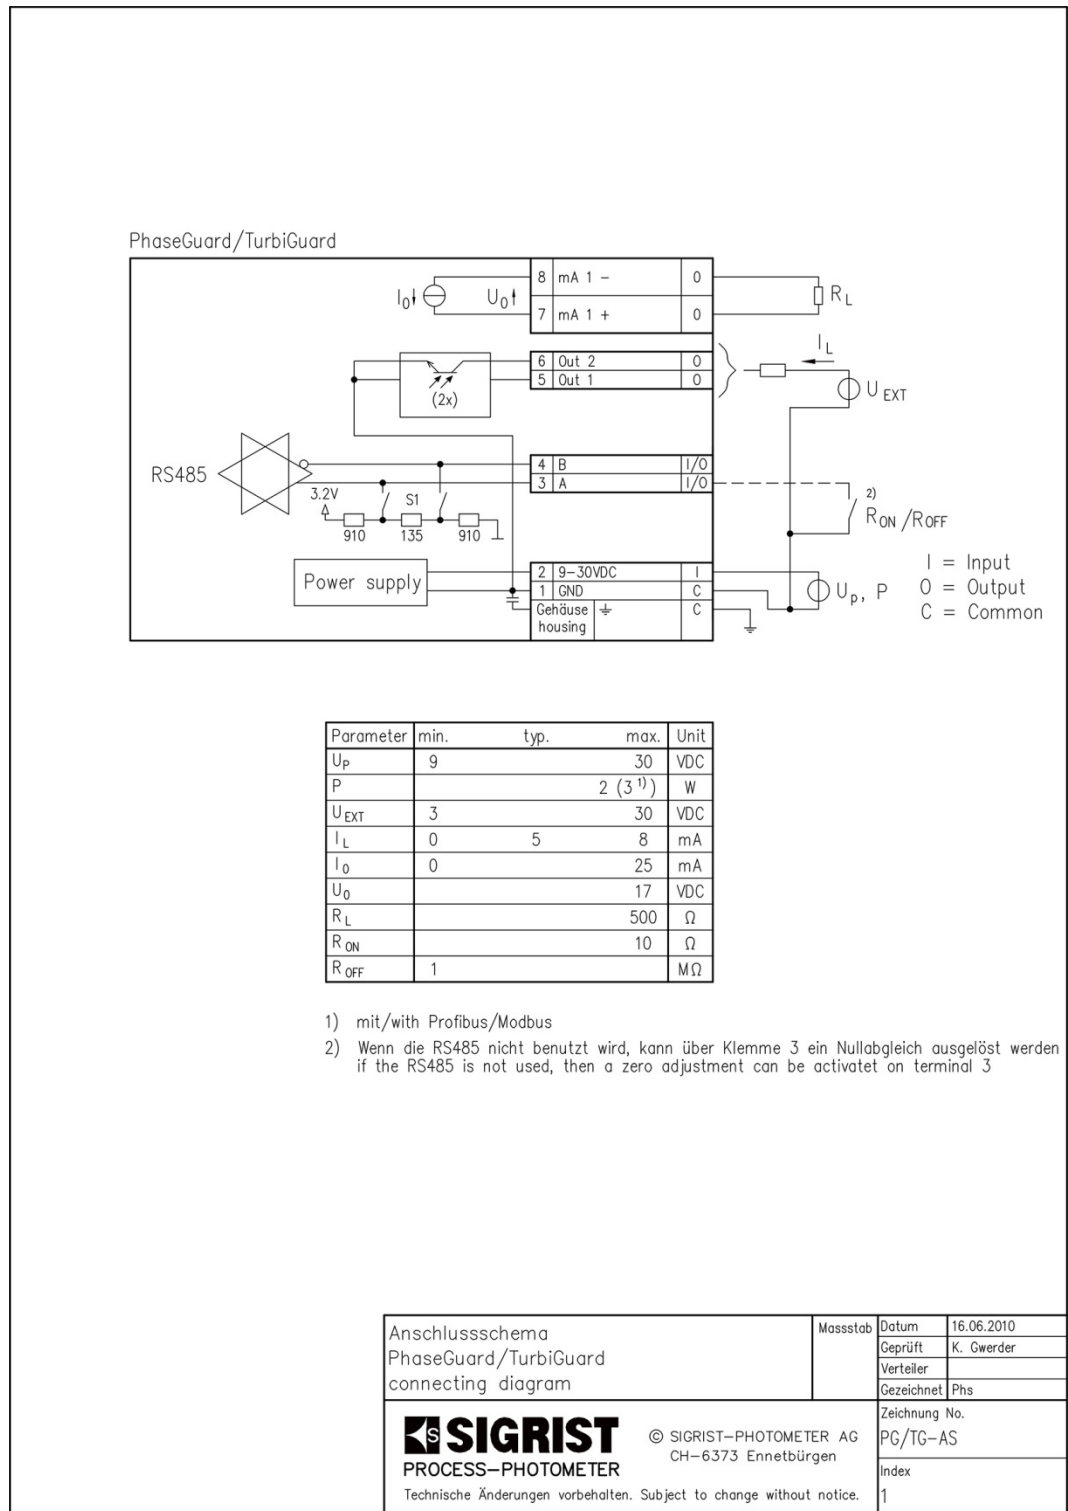 PhaseGuard/TurbiGuard
I0 U0 8 mA 1 − 0 RL
7 mA 1 + 0
6 Out 2 0 IL
5 Out 1 0
(2x) U EXT
RS485 4 B I/O
3 A I/O
3.2V S1 2)
910 135 910 RON /ROFF
Power supply 2 9−30VDC I Up, P
1 GND C
Gehäuse C
housing
I = Input
O = Output
C = Common
Parameter min. typ. max. Unit
UP 9 30 VDC
P 2 (3 1)) W
U EXT 3 30 VDC
IL 0 5 8 mA
I0 0 25 mA
U0 17 VDC
RL 500 Ω
R ON 10 Ω
R OFF 1 MΩ
1) mit/with Profibus/Modbus
2) Wenn die RS485 nicht benutzt wird, kann über Klemme 3 ein Nullabgleich ausgelöst werden
if the RS485 is not used, then a zero adjustment can be activatet on terminal 3
Anschlussschema
PhaseGuard/TurbiGuard
connecting diagram
Massstab
Datum 16.06.2010
Geprüft K. Gwerder
Verteiler
Gezeichnet Phs
SIGRIST
PROCESS−PHOTOMETER
© SIGRIST−PHOTOMETER AG
CH−6373 Ennetbürgen
Technische Änderungen vorbehalten. Subject to change without notice.
Zeichnung No.
PG/TG−AS
Index
1